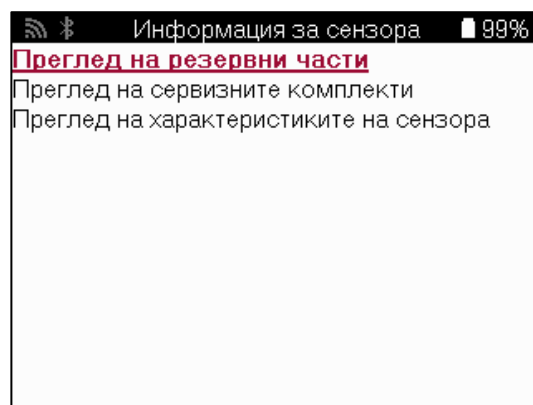 Информация за сензора 99%
Преглед на резервни части
Преглед на сервизните комплекти
Преглед на характеристиките на сензора